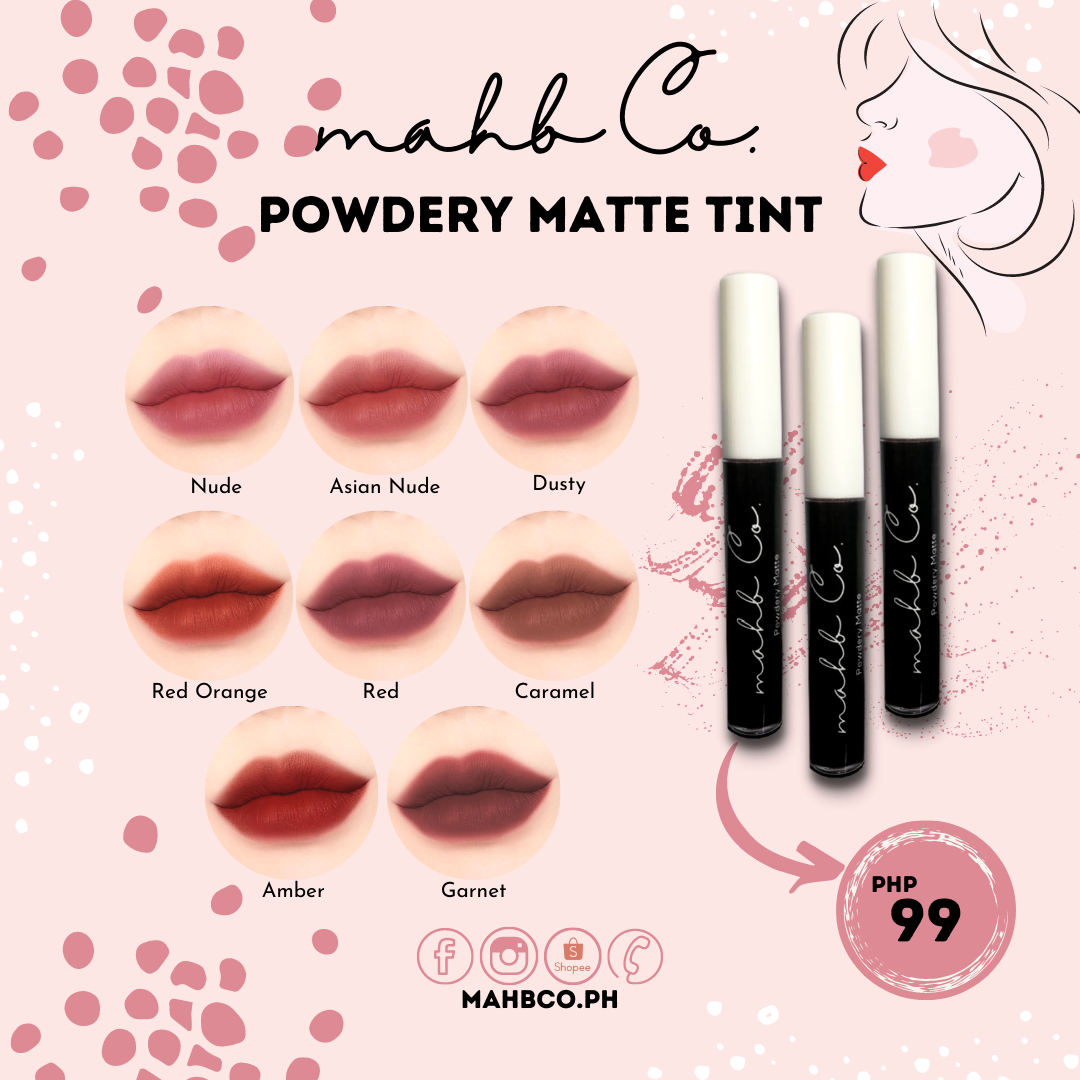 mahb Co.
POWDERY MATTE TINT
Nude
Asian Nude
Dusty
Red Orange
Red
Caramel
Amber
Garnet
mahb Co.
Powdery Matte
mahb Co.
Powdery Matte
mahb Co.
Powdery Matte
PHP
99
Shopee
MAHBCO.PH